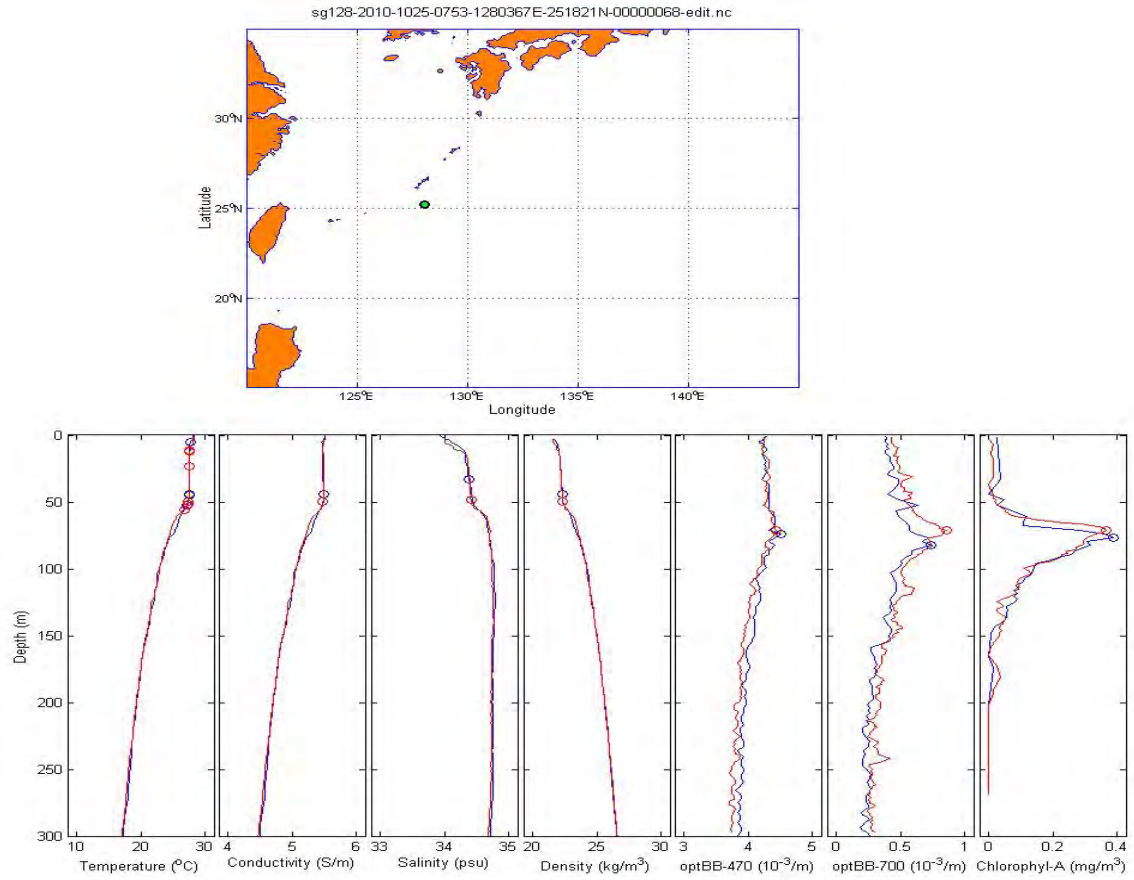 sg128-2010-1025-0753-1280367E-251821N-00000068-edit.nc
30°N
25°N
20°N
Latitude
125°E 130°E 135°E 140°E
Longitude
0
50
100
150
200
250
300
Depth (m)
10 20 30
4 5 6
33 34 35
20 25 30
3 4 5
0 0.5 1
0 0.2 0.4
Temperature (°C)
Conductivity (S/m)
Salinity (psu)
Density (kg/m³)
optBB-470 (10⁻³/m)
optBB-700 (10⁻³/m)
Chlorophyl-A (mg/m³)